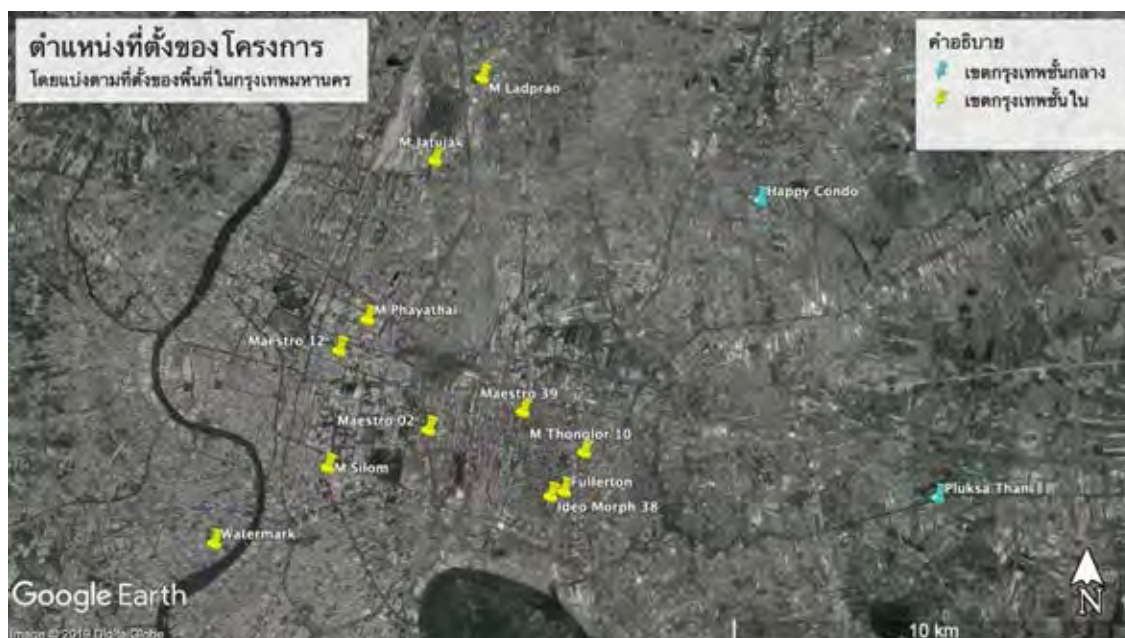 ตำแหน่งที่ตั้งของโครงการ
โดยแบ่งตามที่ตั้งของพื้นที่ในกรุงเทพมหานคร
คำอธิบาย
เขตกรุงเทพชั้นกลาง
เขตกรุงเทพชั้นใน
M Ladprao
M Jatujak
Happy Condo
M Phayathai
Maestro 12
Maestro 39
Maestro 02
M Thonglor 10
M Silom
Fullerton
Ideo Morph 38
Pluksa Thani
Watermark
Google Earth
N
Image © 2019 DigitalGlobe
10 km